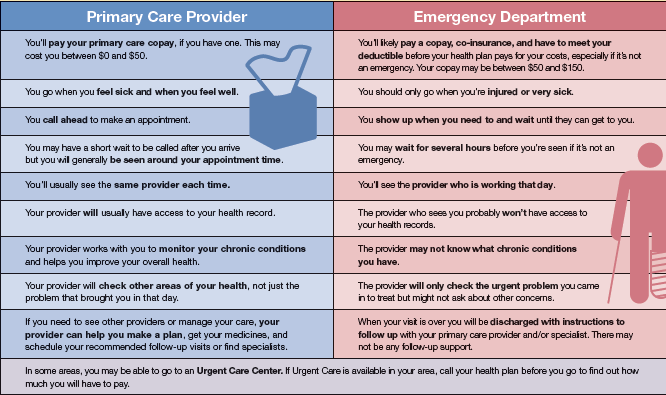 Primary Care Provider
Emergency Department
You'll pay your primary care copay, if you have one. This may
cost you between $0 and $50.
You'll likely pay a copay, co-insurance, and have to meet your
deductible before your health plan pays for your costs, especially if it's not
an emergency. Your copay may be between $50 and $150.
You go when you feel sick and when you feel well.
You should only go when you're injured or very sick.
You call ahead to make an appointment.
You show up when you need to and wait until they can get to you.
You may have a short wait to be called after you arrive
but you will generally be seen around your appointment time.
You may wait for several hours before you're seen if it's not an
emergency.
You'll usually see the same provider each time.
You'll see the provider who is working that day.
Your provider will usually have access to your health record.
The provider who sees you probably won't have access to
your health records.
Your provider works with you to monitor your chronic conditions
and helps you improve your overall health.
The provider may not know what chronic conditions
you have.
Your provider will check other areas of your health, not just the
problem that brought you in that day.
The provider will only check the urgent problem you came
in to treat but might not ask about other concerns.
If you need to see other providers or manage your care, your
provider can help you make a plan, get your medicines, and
schedule your recommended follow-up visits or find specialists.
When your visit is over you will be discharged with instructions to
follow up with your primary care provider and/or specialist. There may
not be any follow-up support.
In some areas, you may be able to go to an Urgent Care Center. If Urgent Care is available in your area, call your health plan before you go to find out how
much you will have to pay.